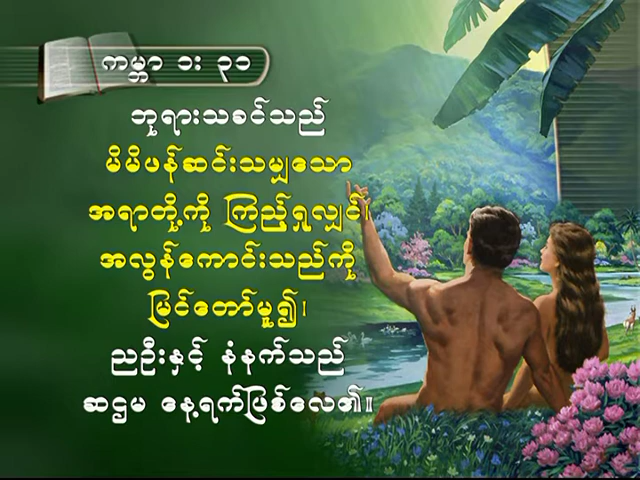 ကမ္ဘာ ၁း ၃၁
ဘုရားသခင်သည်
မိမိဖန်ဆင်းသမျှသော
အရာတို့ကို ကြည့်ရှုလျှင်၊
အလွန်ကောင်းသည်ကို
မြင်တော်မူ၍၊
ညဦးနှင့် နံနက်သည်
ဆဌမ နေ့ရက်ဖြစ်လေ၏။